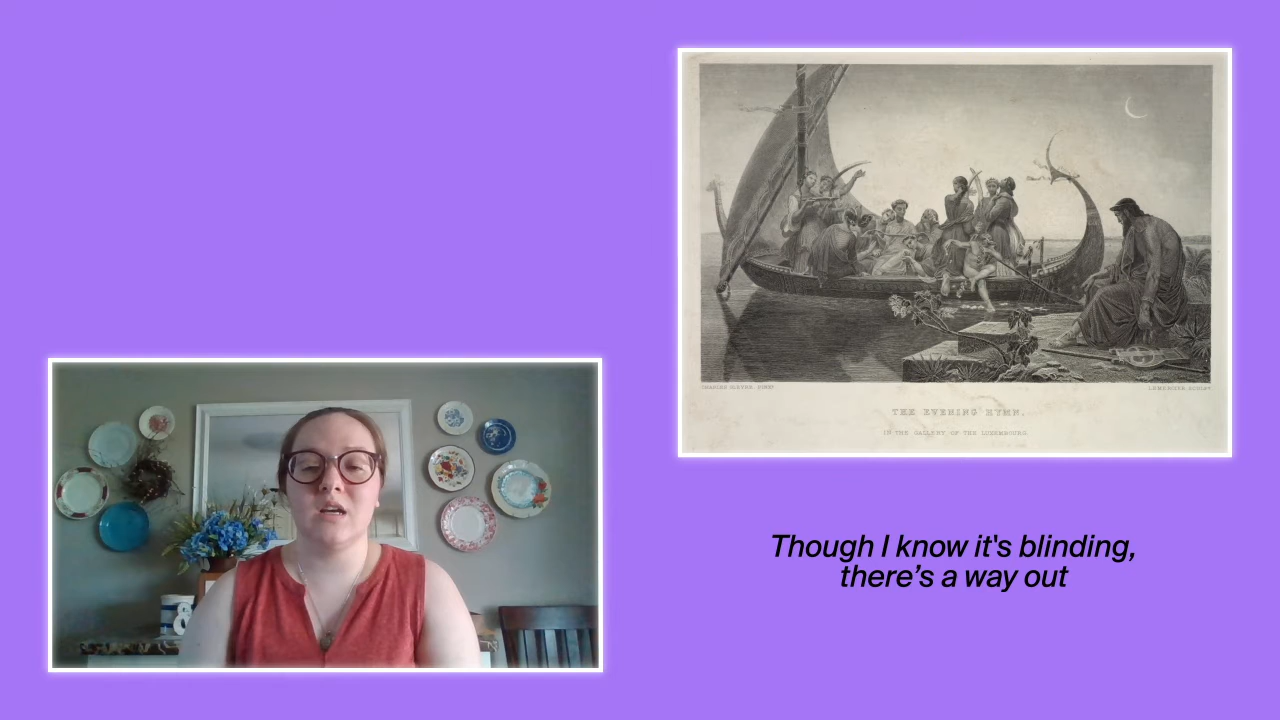 THE EVENING HYMN.
IN THE GALLERY OF THE LUXEMBOURG
Though I know it's blinding,
there’s a way out
&